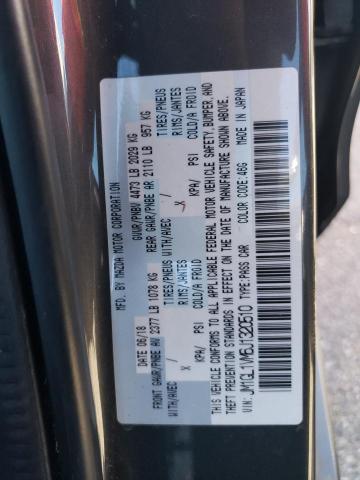 MFD. BY MAZDA MOTOR CORPORATION
DATE 06/18 GVWR/PNBV 4473 LB 2029 KG
FRONT GAWR/PNBE AV 2377 LB 1078 KG REAR GAWR/PNBE AR 2110 LB 957 KG
WITH/AVEC TIRES/PNEUS WITH/AVEC TIRES/PNEUS
/ X RIMS/JANTES / X RIMS/JANTES
KPA/ PSI COLD/A FROID KPA/ PSI COLD/A FROID
THIS VEHICLE CONFORMS TO ALL APPLICABLE FEDERAL MOTOR VEHICLE SAFETY, BUMPER, AND
THEFT PREVENTION STANDARDS IN EFFECT ON THE DATE OF MANUFACTURE SHOWN ABOVE.
TYPE: PASS CAR COLOR CODE: 46G MADE IN JAPAN